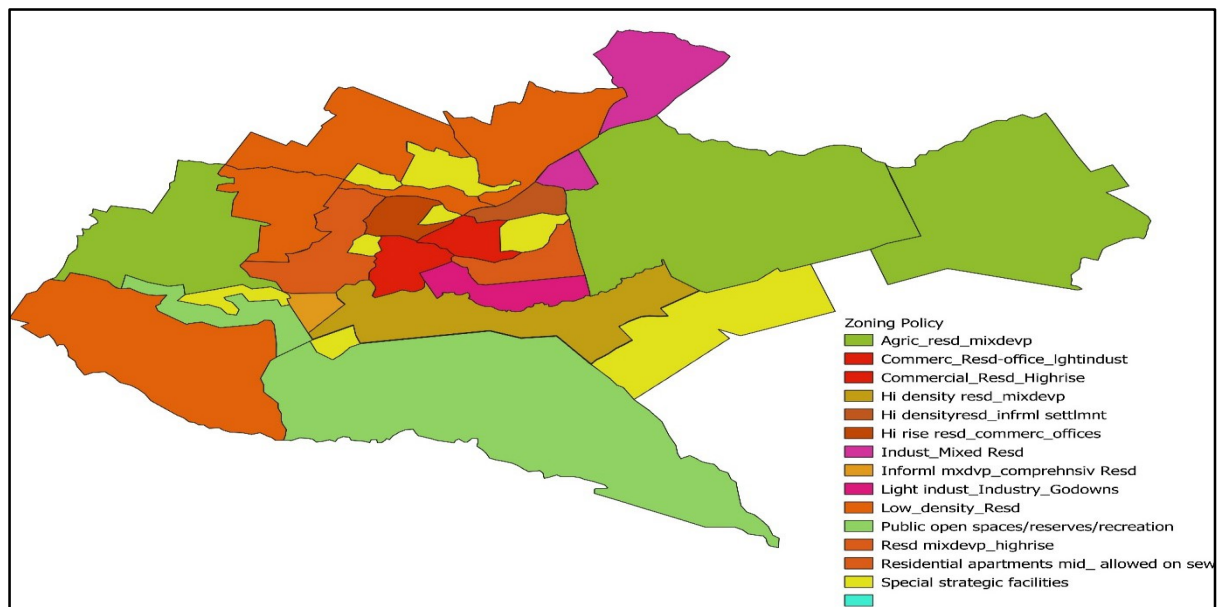 Zoning Policy
Agric_resd_mixdevp
Commerc_Resd-office_lghtindust
Commercial_Resd_Highrise
Hi density resd_mixdevp
Hi densityresd_infrml settlmnt
Hi rise resd_commerc_offices
Indust_Mixed Resd
Informl mxdvp_comprehnsiv Resd
Light indust_Industry_Godowns
Low_density_Resd
Public open spaces/reserves/recreation
Resd mixdevp_highrise
Residential apartments mid_ allowed on sew
Special strategic facilities